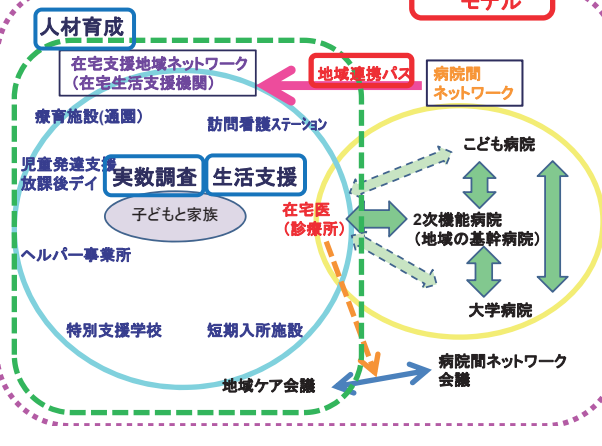 モデル
人材育成
在宅支援地域ネットワーク
(在宅生活支援機関)
地域連携パス
病院間
ネットワーク
療育施設(通園)
訪問看護ステーション
こども病院
児童発達支援
放課後デイ
実数調査
生活支援
子どもと家族
在宅医
(診療所)
2次機能病院
(地域の基幹病院)
ヘルパー事業所
大学病院
特別支援学校
短期入所施設
病院間ネットワーク
会議
地域ケア会議